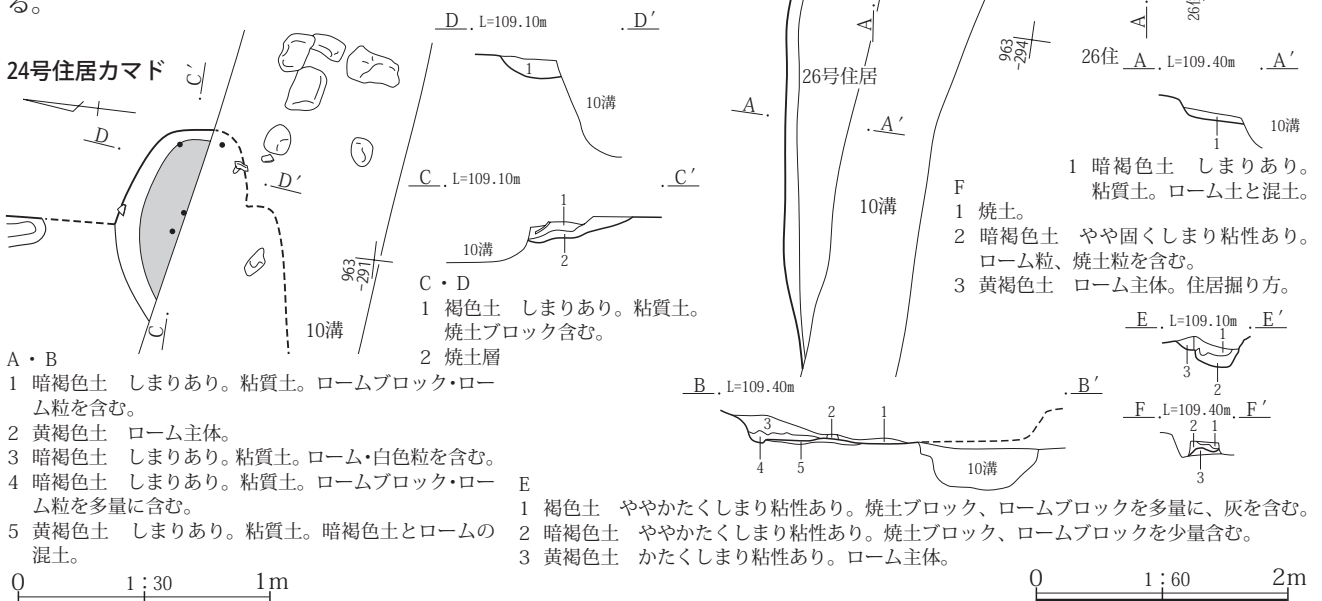 る。
24号住居カマド
C′
D
D′
C
963
-291
10溝
D L=109.10m D′
1
10溝
C L=109.10m C′
1
2
10溝
C・D
1 褐色土 しまりあり。粘質土。
焼土ブロック含む。
2 焼土層
A・B
1 暗褐色土 しまりあり。粘質土。ロームブロック・ロー
ム粒を含む。
2 黄褐色土 ローム主体。
3 暗褐色土 しまりあり。粘質土。ローム・白色粒を含む。
4 暗褐色土 しまりあり。粘質土。ロームブロック・ロー
ム粒を多量に含む。
5 黄褐色土 しまりあり。粘質土。暗褐色土とロームの
混土。
0 1:30 1m
A
26号住居
A
A′
10溝
963
-294
A
26住 A L=109.40m A′
1
10溝
1 暗褐色土 しまりあり。
粘質土。ローム土と混土。
F
1 焼土。
2 暗褐色土 やや固くしまり粘性あり。
ローム粒、焼土粒を含む。
3 黄褐色土 ローム主体。住居掘り方。
E L=109.10m E′
1
3
2
B L=109.40m B′
3 2 1
4 5
10溝
F L=109.40m F′
2 1
3
E
1 褐色土 ややかたくしまり粘性あり。焼土ブロック、ロームブロックを多量に、灰を含む。
2 暗褐色土 ややかたくしまり粘性あり。焼土ブロック、ロームブロックを少量含む。
3 黄褐色土 かたくしまり粘性あり。ローム主体。
0 1:60 2m